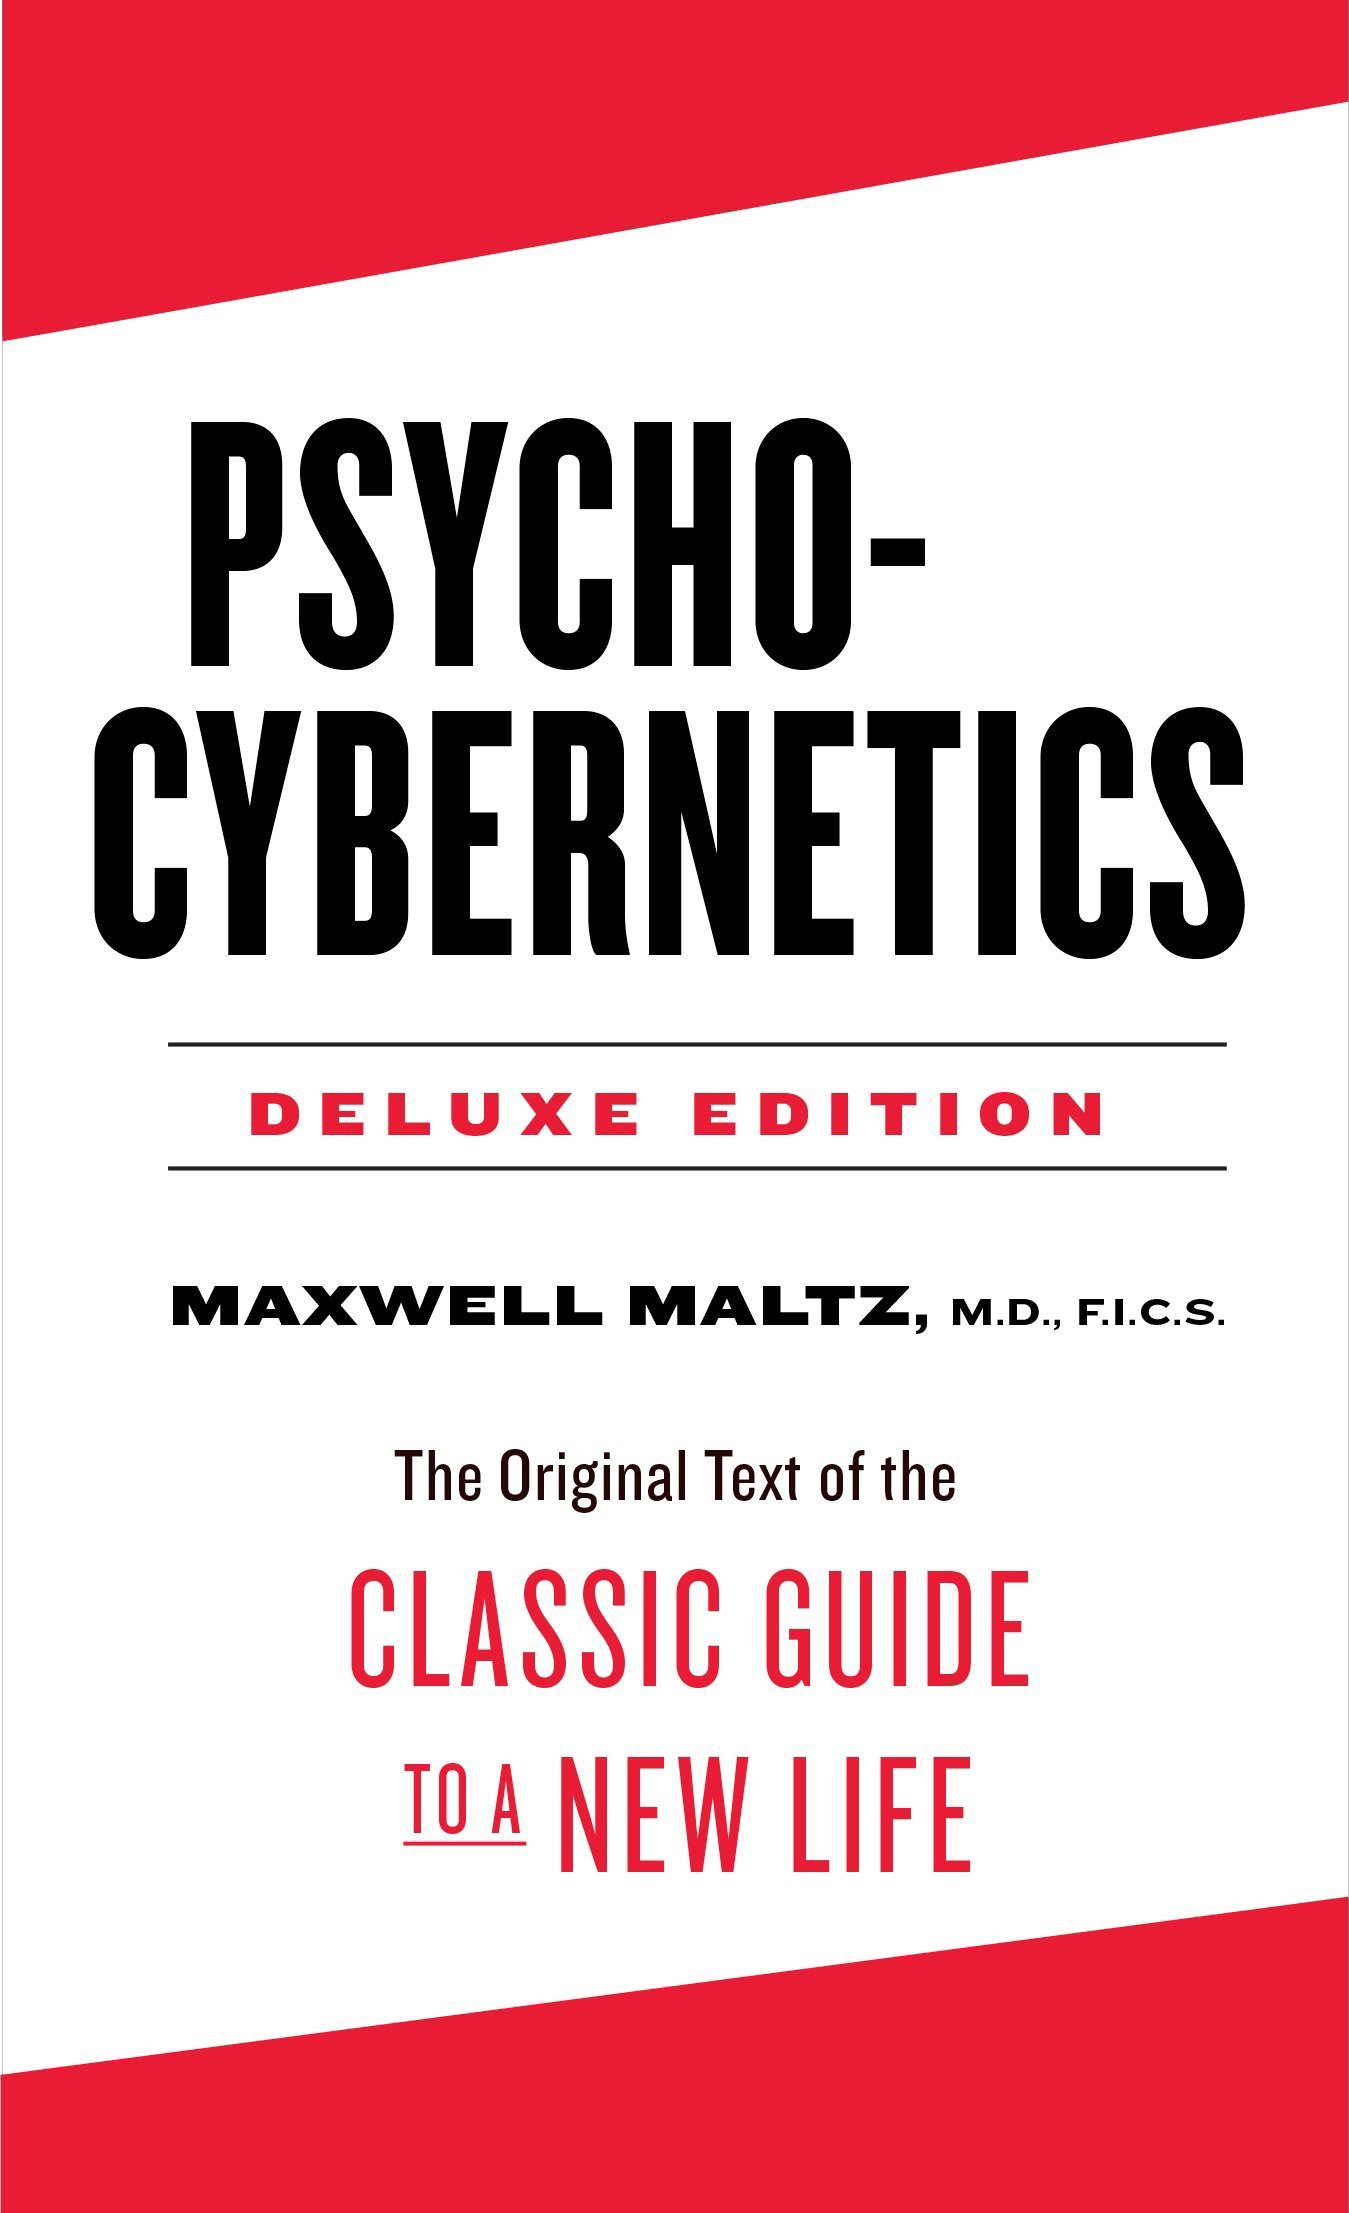 PSYCHO-
CYBERNETICS
DELUXE EDITION
MAXWELL MALTZ, M.D., F.I.C.S.
The Original Text of the
CLASSIC GUIDE
TO A NEW LIFE